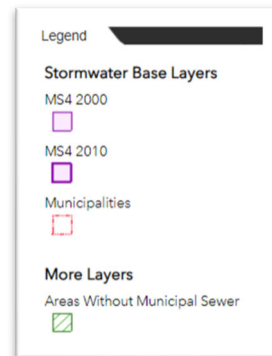 Legend
Stormwater Base Layers
MS4 2000
MS4 2010
Municipalities
More Layers
Areas Without Municipal Sewer